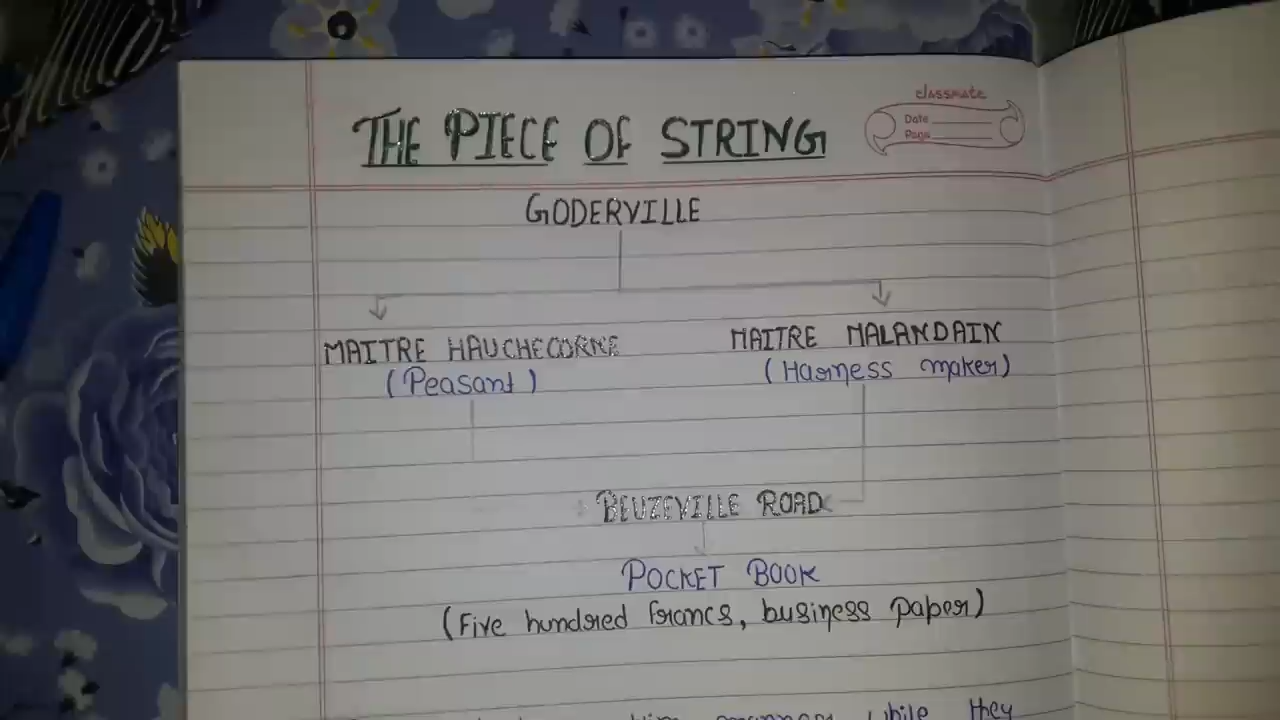 classmate
Date
Page
THE PIECE OF STRING
GODERVILLE
MAITRE HAUCHECORNE MAITRE MALANDAIN
(Peasant) (Harness maker)
BEUZEVILLE ROAD
POCKET BOOK
(Five hundred francs, business paper)
while they